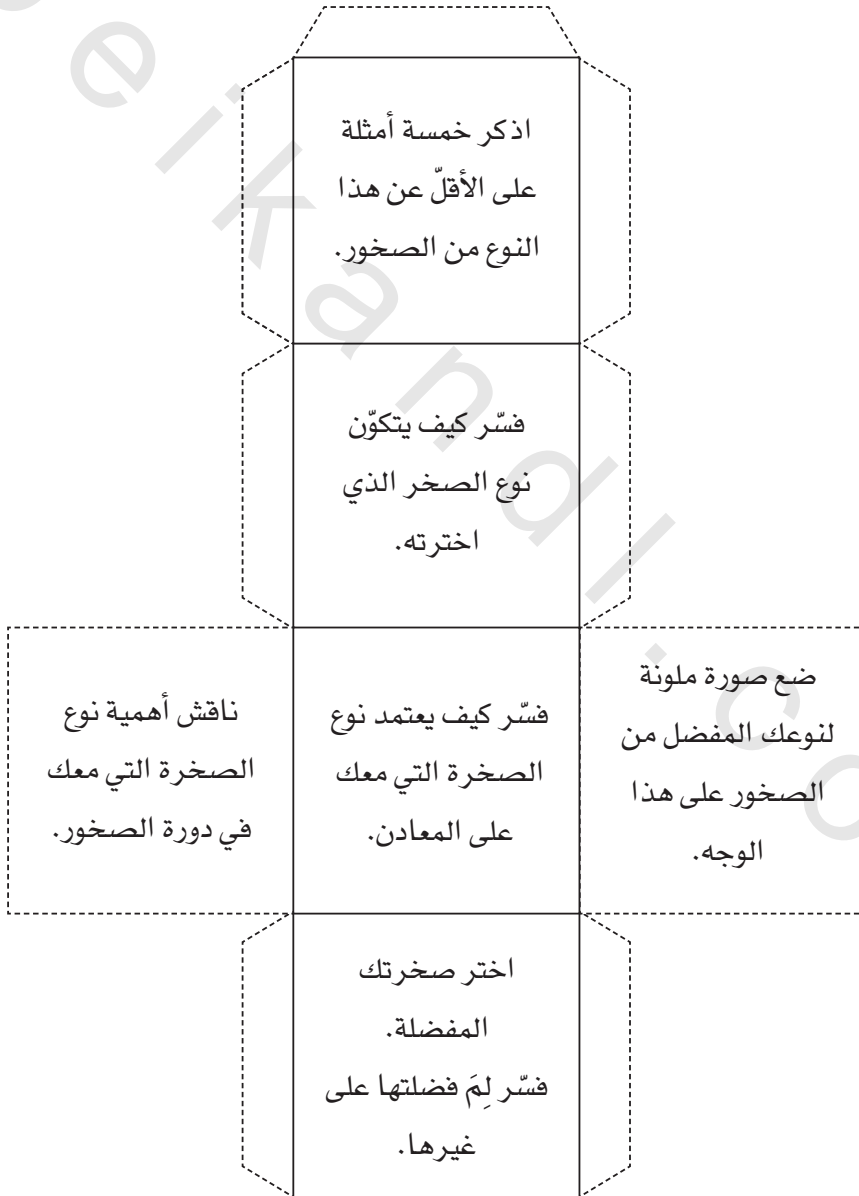 اذكر خمسة أمثلة
على الأقلّ عن هذا
النوع من الصخور.
فسّر كيف يتكوّن
نوع الصخر الذي
اخترته.
ضع صورة ملونة
لنوعك المفضل من
الصخور على هذا
الوجه.
فسّر كيف يعتمد نوع
الصخرة التي معك
على المعادن.
ناقش أهمية نوع
الصخرة التي معك
في دورة الصخور.
اختر صخرتك
المفضلة.
فسّر لِمَ فضلتها على
غيرها.
eikandl.co